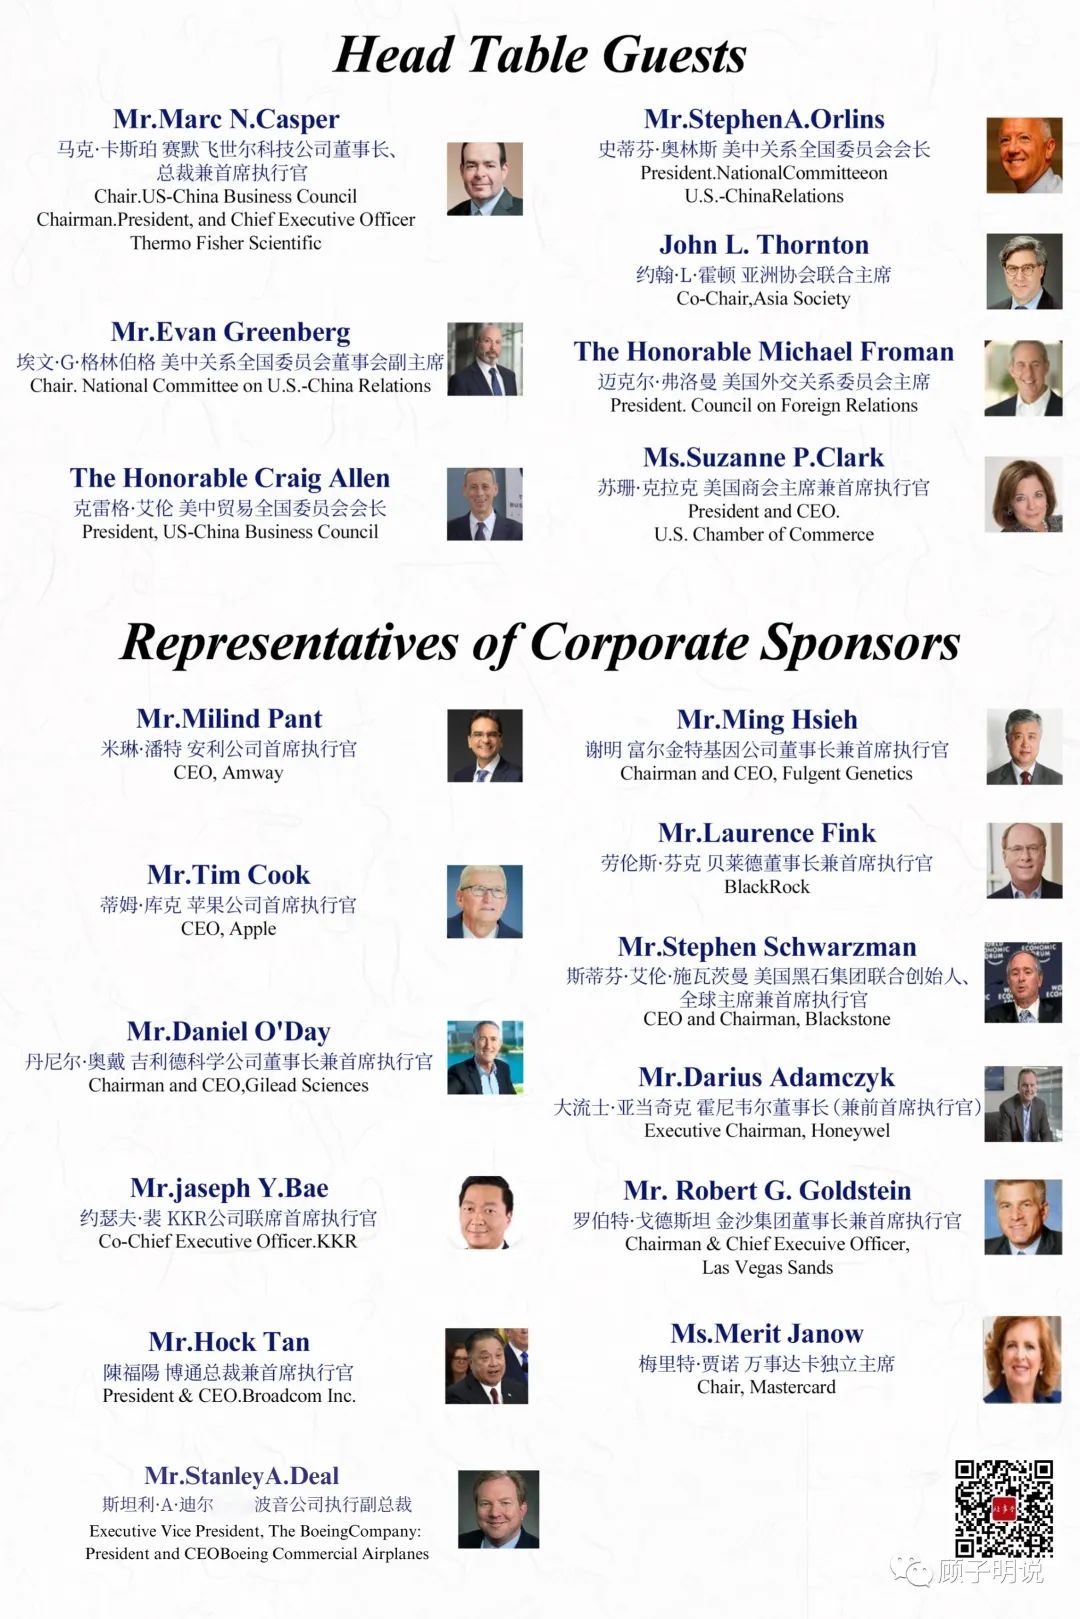 Head Table Guests
Mr.Marc N.Casper
马克·卡斯珀 赛默飞世尔科技公司董事长、
总裁兼首席执行官
Chair.US-China Business Council
Chairman.President, and Chief Executive Officer
Thermo Fisher Scientific
Mr.Evan Greenberg
埃文·G·格林伯格 美中关系全国委员会董事会副主席
Chair. National Committee on U.S.-China Relations
The Honorable Craig Allen
克雷格·艾伦 美中贸易全国委员会会长
President, US-China Business Council
Mr.StephenA.Orlins
史蒂芬·奥林斯 美中关系全国委员会会长
President.NationalCommitteeon
U.S.-ChinaRelations
John L. Thornton
约翰·L·霍顿 亚洲协会联合主席
Co-Chair,Asia Society
The Honorable Michael Froman
迈克尔·弗洛曼 美国外交关系委员会主席
President. Council on Foreign Relations
Ms.Suzanne P.Clark
苏珊·克拉克 美国商会主席兼首席执行官
President and CEO.
U.S. Chamber of Commerce
Representatives of Corporate Sponsors
Mr.Milind Pant
米琳·潘特 安利公司首席执行官
CEO, Amway
Mr.Tim Cook
蒂姆·库克 苹果公司首席执行官
CEO, Apple
Mr.Daniel O'Day
丹尼尔·奥戴 吉利德科学公司董事长兼首席执行官
Chairman and CEO,Gilead Sciences
Mr.jaseph Y.Bae
约瑟夫·裴 KKR公司联席首席执行官
Co-Chief Executive Officer.KKR
Mr.Hock Tan
陳福陽 博通总裁兼首席执行官
President & CEO.Broadcom Inc.
Mr.StanleyA.Deal
斯坦利·A·迪尔 波音公司执行副总裁
Executive Vice President, The BoeingCompany:
President and CEOBoeing Commercial Airplanes
Mr.Ming Hsieh
谢明 富尔金特基因公司董事长兼首席执行官
Chairman and CEO, Fulgent Genetics
Mr.Laurence Fink
劳伦斯·芬克 贝莱德董事长兼首席执行官
BlackRock
Mr.Stephen Schwarzman
斯蒂芬·艾伦·施瓦茨曼 美国黑石集团联合创始人、
全球主席兼首席执行官
CEO and Chairman, Blackstone
Mr.Darius Adamczyk
大流士·亚当奇克 霍尼韦尔董事长（兼前首席执行官）
Executive Chairman, Honeywel
Mr. Robert G. Goldstein
罗伯特·戈德斯坦 金沙集团董事长兼首席执行官
Chairman & Chief Execuive Officer,
Las Vegas Sands
Ms.Merit Janow
梅里特·贾诺 万事达卡独立主席
Chair, Mastercard
顾子明说